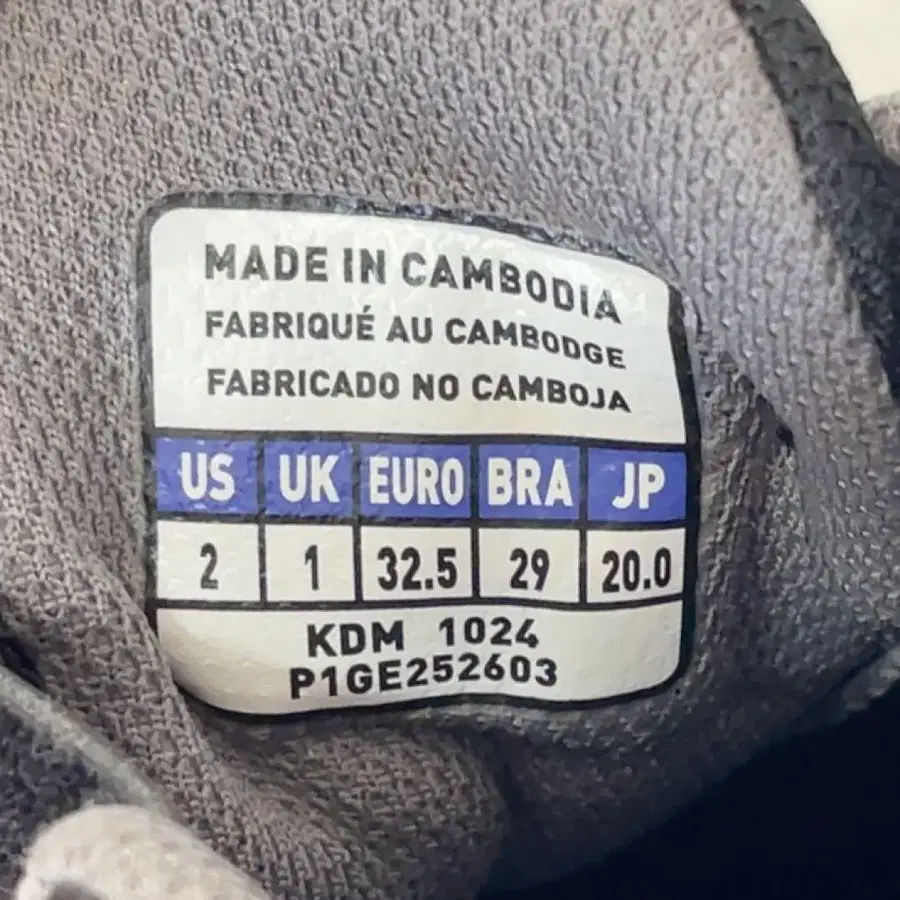 MADE IN CAMBODIA
FABRIQUÉ AU CAMBODGE
FABRICADO NO CAMBOJA
US UK EURO BRA JP
2 1 32.5 29 20.0
KDM 1024
P1GE252603